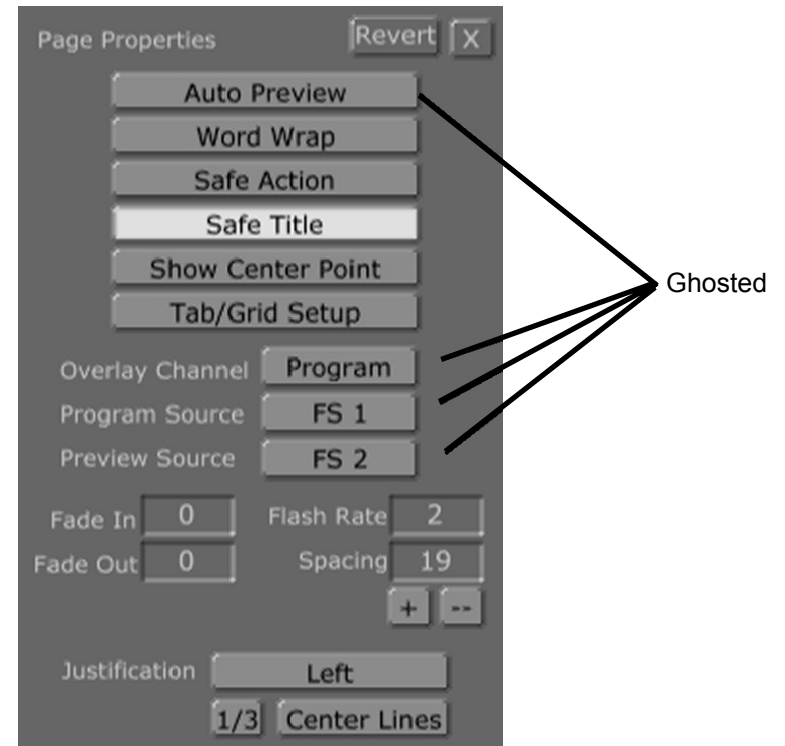 Page Properties Revert X
Auto Preview
Word Wrap
Safe Action
Safe Title
Show Center Point
Tab/Grid Setup
Ghosted
Overlay Channel Program
Program Source FS 1
Preview Source FS 2
Fade In 0 Flash Rate 2
Fade Out 0 Spacing 19
+ --
Justification Left
1/3 Center Lines